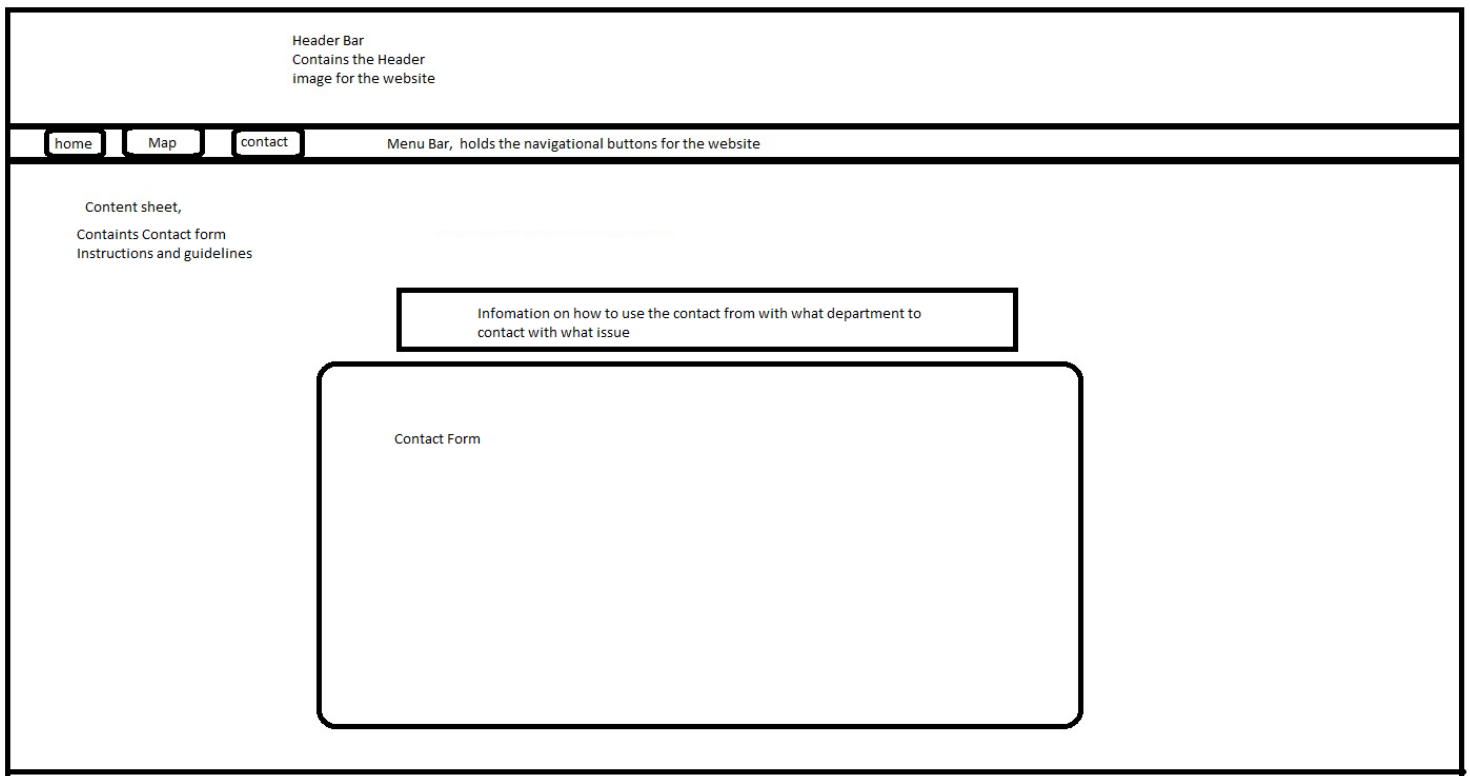 Header Bar
Contains the Header
image for the website
home
Map
contact
Menu Bar, holds the navigational buttons for the website
Content sheet,
Containts Contact form
Instructions and guidelines
Infomation on how to use the contact from with what department to
contact with what issue
Contact Form